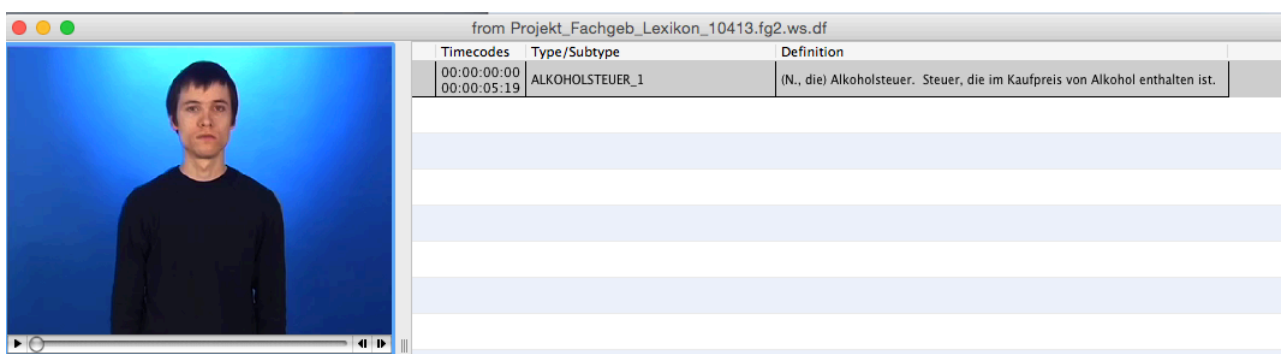 from Projekt_Fachgeb_Lexikon_10413.fg2.ws.df
Timecodes Type/Subtype Definition
00:00:00:00
00:00:05:19 ALKOHOLSTEUER_1 (N., die) Alkoholsteuer. Steuer, die im Kaufpreis von Alkohol enthalten ist.